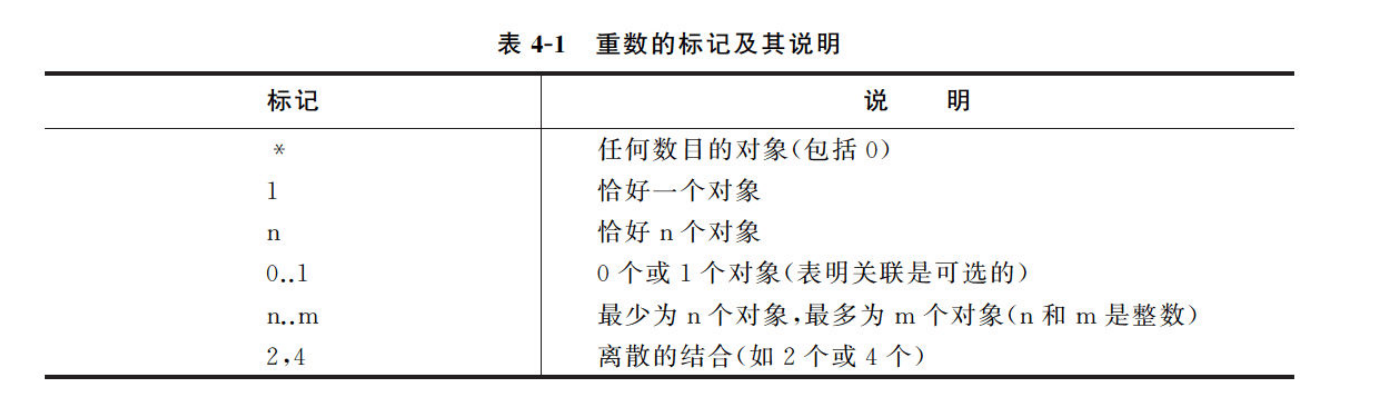 表 4-1 重数的标记及其说明
标记 说 明
* 任何数目的对象(包括 0)
1 恰好一个对象
n 恰好 n 个对象
0..1 0 个或 1 个对象(表明关联是可选的)
n..m 最少为 n 个对象,最多为 m 个对象(n 和 m 是整数)
2,4 离散的结合(如 2 个或 4 个)